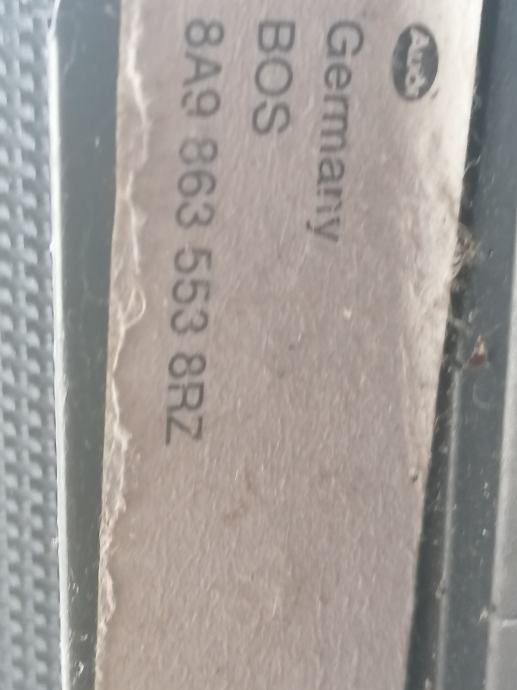 Audi
Germany
BOS
8A9 863 553 8RZ